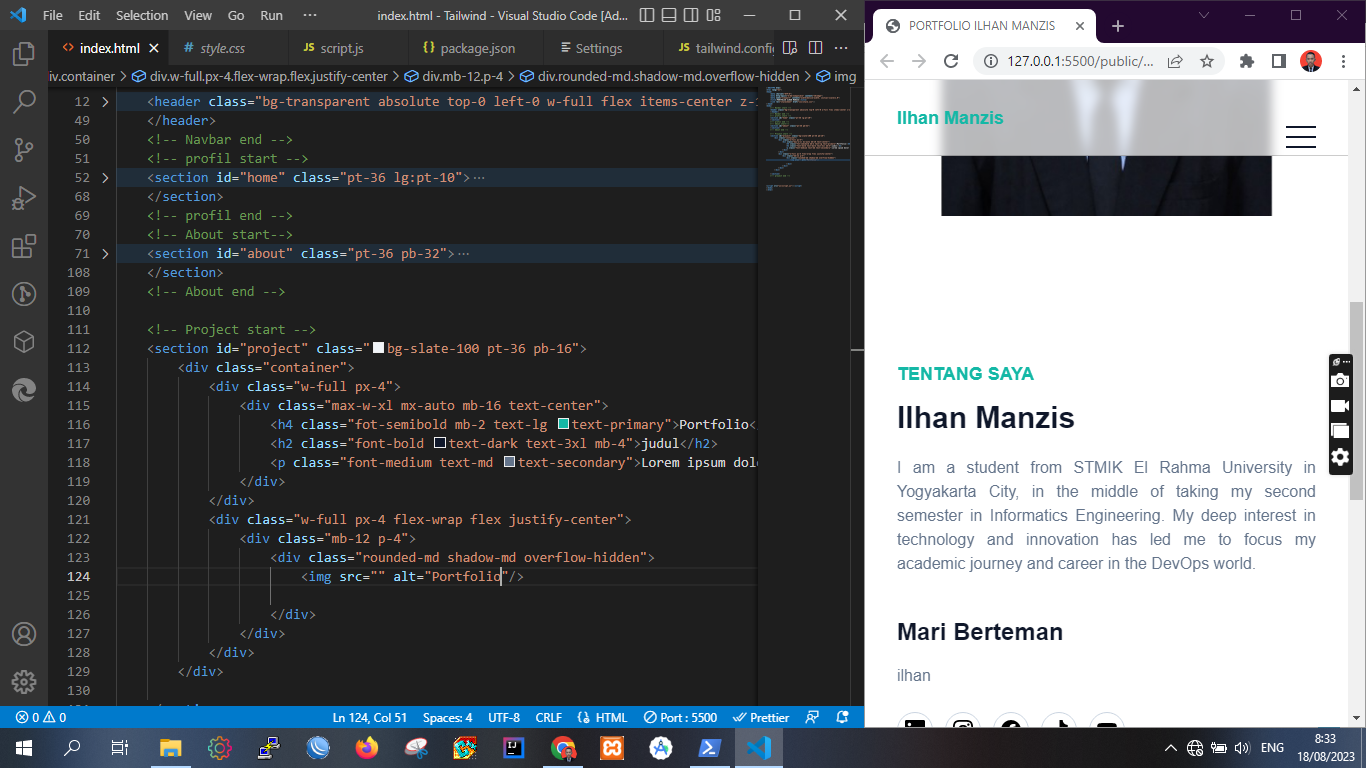 File Edit Selection View Go Run ··· index.html - Tailwind - Visual Studio Code [Ad...
index.html style.css script.js package.json Settings tailwind.config
iv.container > div.w-full.px-4.flex-wrap.flex.justify-center > div.mb-12.p-4 > div.rounded-md.shadow-md.overflow-hidden > img
12 <header class="bg-transparent absolute top-0 left-0 w-full flex items-center z-
49 </header>
50 <!-- Navbar end -->
51 <!-- profil start -->
52 <section id="home" class="pt-36 lg:pt-10">···
68 </section>
69 <!-- profil end -->
70 <!-- About start-->
71 <section id="about" class="pt-36 pb-32">···
108 </section>
109 <!-- About end -->
110
111 <!-- Project start -->
112 <section id="project" class="bg-slate-100 pt-36 pb-16">
113 <div class="container">
114 <div class="w-full px-4">
115 <div class="max-w-xl mx-auto mb-16 text-center">
116 <h4 class="fot-semibold mb-2 text-lg text-primary">Portfolio<
117 <h2 class="font-bold text-dark text-3xl mb-4">judul</h2>
118 <p class="font-medium text-md text-secondary">Lorem ipsum dol
119 </div>
120 </div>
121 <div class="w-full px-4 flex-wrap flex justify-center">
122 <div class="mb-12 p-4">
123 <div class="rounded-md shadow-md overflow-hidden">
124 <img src="" alt="Portfolio"/>
125
126 </div>
127 </div>
128 </div>
129 </div>
130
0 0 Ln 124, Col 51 Spaces: 4 UTF-8 CRLF HTML Port : 5500 Prettier
PORTFOLIO ILHAN MANZIS
127.0.0.1:5500/public/...
Ilhan Manzis
TENTANG SAYA
Ilhan Manzis
I am a student from STMIK El Rahma University in
Yogyakarta City, in the middle of taking my second
semester in Informatics Engineering. My deep interest in
technology and innovation has led me to focus my
academic journey and career in the DevOps world.
Mari Berteman
ilhan
ENG
8:33
18/08/2023